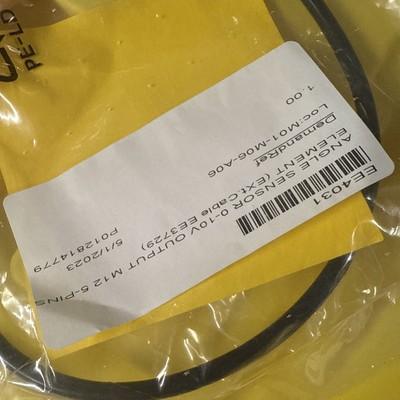 EE4031
ANGLE SENSOR 0-10V OUTPUT M12 5-PINS
ELEMENT (EXt.Cable EE3729)
DemandRef 5/1/2023
Loc:M01-M06-A06 P012814779
1.00
PE-LD